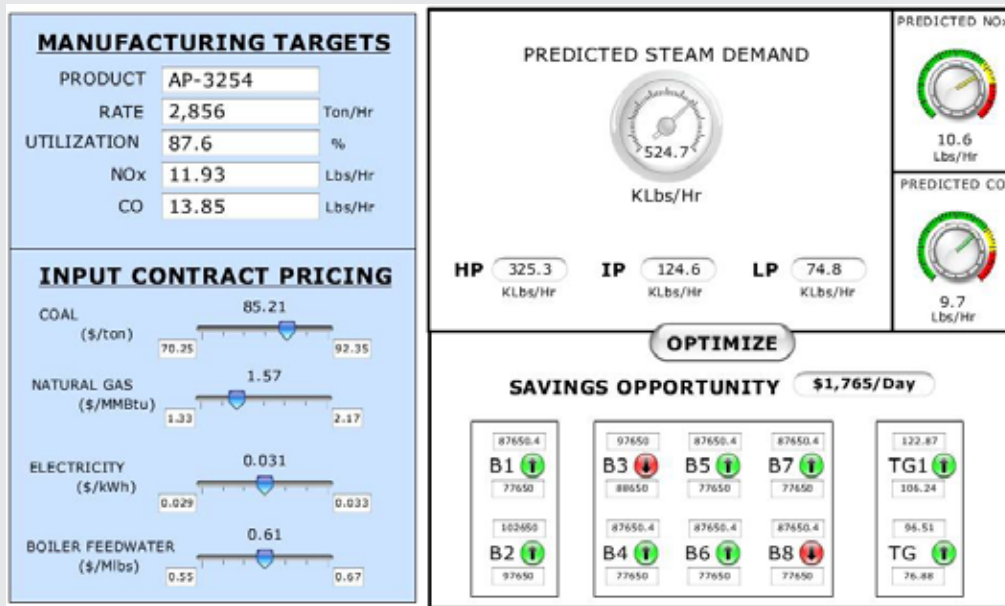 MANUFACTURING TARGETS
PRODUCT AP-3254
RATE 2,856 Ton/Hr
UTILIZATION 87.6 %
NOx 11.93 Lbs/Hr
CO 13.85 Lbs/Hr
INPUT CONTRACT PRICING
COAL
($/ton)
85.21
70.25 92.35
NATURAL GAS
($/MMBtu)
1.57
1.33 2.17
ELECTRICITY
($/kWh)
0.031
0.029 0.033
BOILER FEEDWATER
($/Mlbs)
0.61
0.55 0.67
PREDICTED STEAM DEMAND
524.7
KLbs/Hr
HP 325.3 IP 124.6 LP 74.8
KLbs/Hr KLbs/Hr KLbs/Hr
PREDICTED NOx
10.6
Lbs/Hr
PREDICTED CO
9.7
Lbs/Hr
OPTIMIZE
SAVINGS OPPORTUNITY $1,765/Day
87650.4 97650 87650.4 87650.4 122.87
B1 B3 B5 B7 TG1
77650 88650 77650 77650 106.24
102650 87650.4 87650.4 87650.4 96.51
B2 B4 B6 B8 TG
97650 77650 77650 77650 76.88